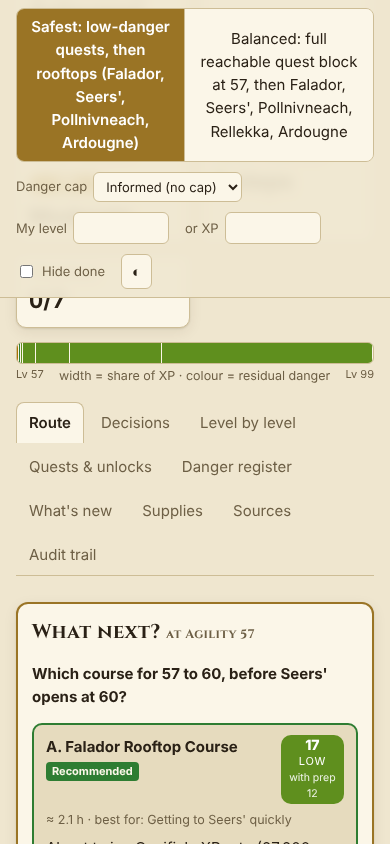 Safest: low-danger
quests, then
rooftops (Falador,
Seers',
Pollnivneach,
Ardougne)
Balanced: full
reachable quest block
at 57, then Falador,
Seers', Pollnivneach,
Rellekka, Ardougne
Danger cap
Informed (no cap)
My level
or XP
Hide done
0/7
Lv 57
width = share of XP · colour = residual danger
Lv 99
Route
Decisions
Level by level
Quests & unlocks
Danger register
What's new
Supplies
Sources
Audit trail
What next? at Agility 57
Which course for 57 to 60, before Seers'
opens at 60?
A. Falador Rooftop Course
Recommended
17
LOW
with prep
12
≈ 2.1 h · best for: Getting to Seers' quickly